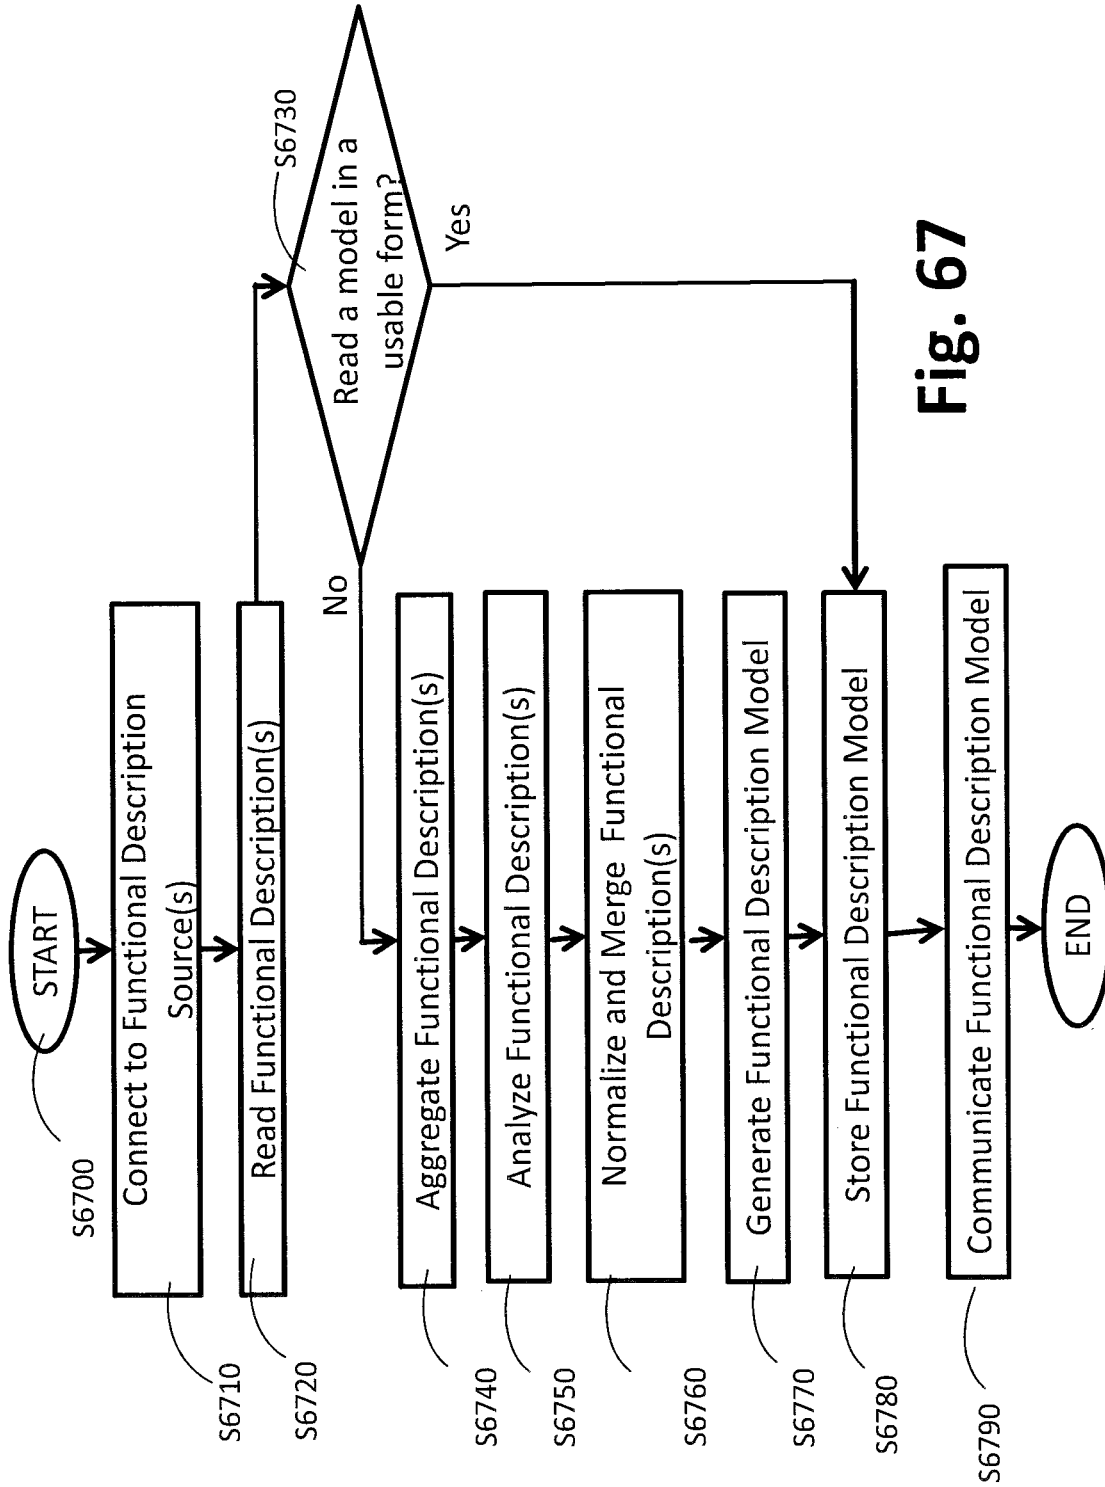 START
S6700
Connect to Functional Description
Source(s)
S6710
Read Functional Description(s)
S6720
Read a model in a
usable form?
S6730
No
Yes
Aggregate Functional Description(s)
S6740
Analyze Functional Description(s)
S6750
Normalize and Merge Functional
Description(s)
S6760
Generate Functional Description Model
S6770
Store Functional Description Model
S6780
Communicate Functional Description Model
S6790
END
Fig. 67